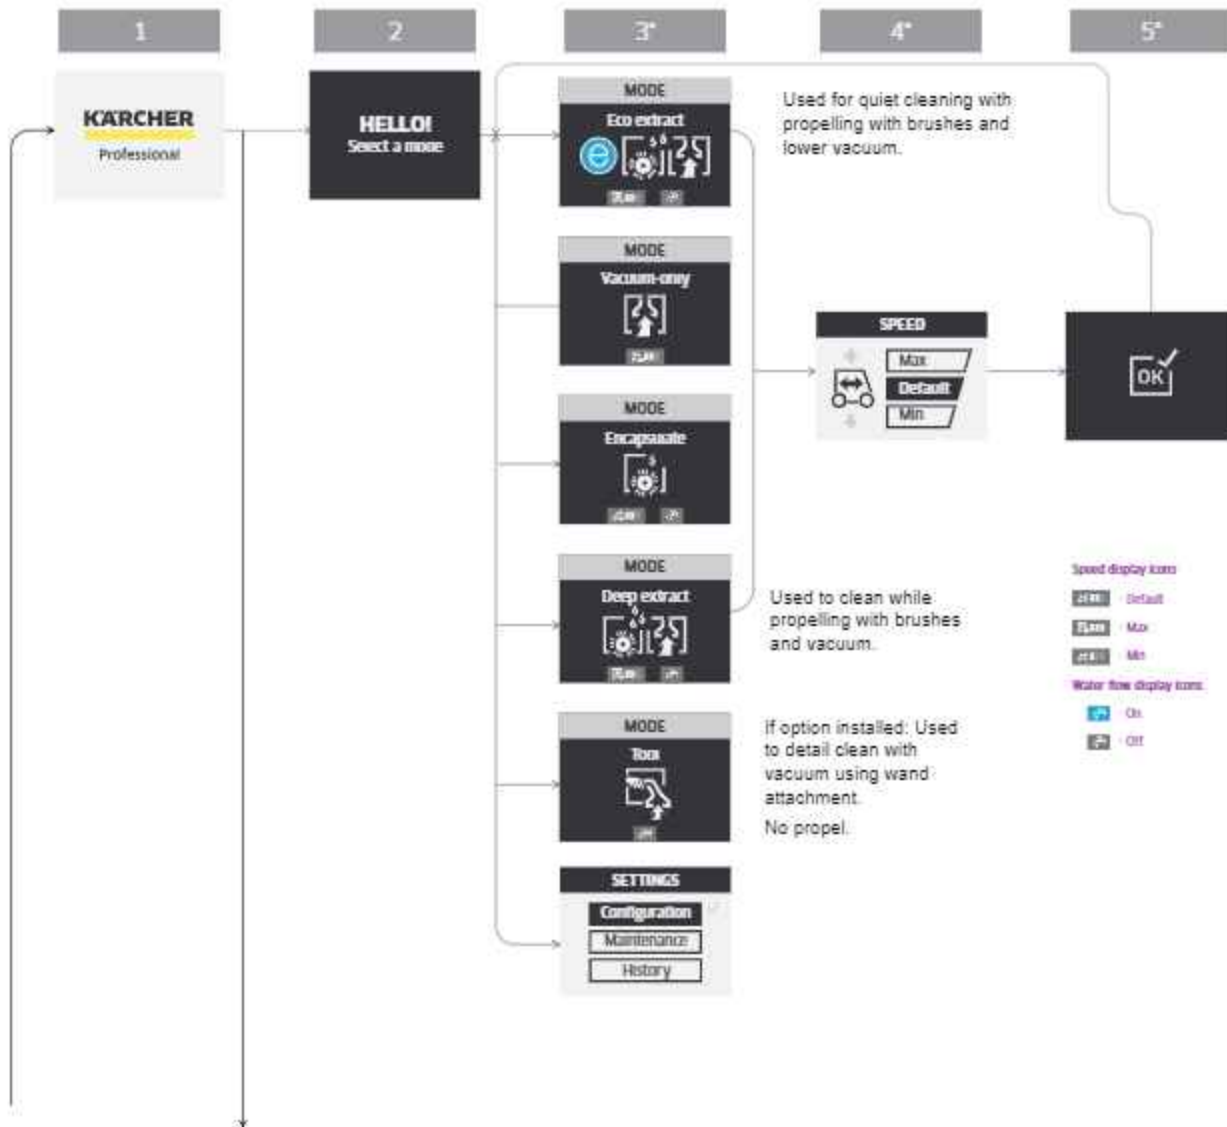 1
2
3*
4*
5*
KÄRCHER
Professional
HELLO!
Select a mode
MODE
Eco extract
Used for quiet cleaning with
propelling with brushes and
lower vacuum.
MODE
Vacuum-only
MODE
Encapsulate
SPEED
Max
Default
Min
OK
MODE
Deep extract
Used to clean while
propelling with brushes
and vacuum.
Speed display icons
Default
Max
Min
Water flow display icons
On
Off
MODE
If option installed: Used
to detail clean with
vacuum using wand
attachment.
No propel.
SETTINGS
Configuration
Maintenance
History